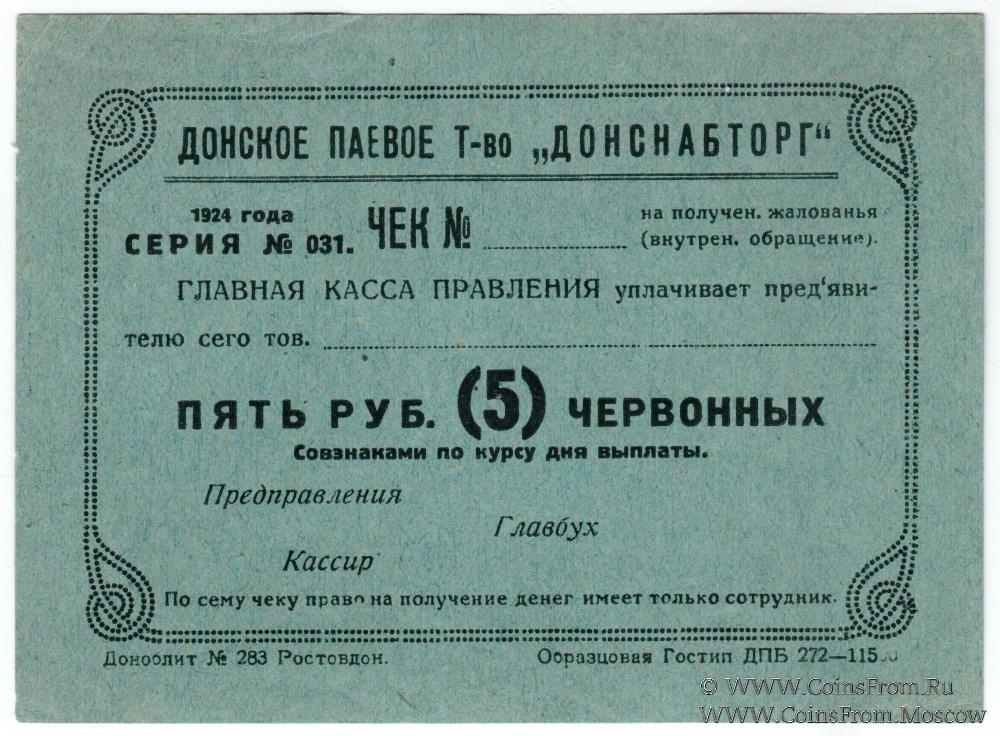 ДОНСКОЕ ПАЕВОЕ Т-во „ДОНСНАБТОРГ“
1924 года
СЕРИЯ № 031. ЧЕК №
на получен. жалованья
(внутрен. обращение).
ГЛАВНАЯ КАССА ПРАВЛЕНИЯ уплачивает пред‘яви-
телю сего тов.
ПЯТЬ РУБ. (5) ЧЕРВОННЫХ
Совзнаками по курсу дня выплаты.
Предправления
Главбух
Кассир
По сему чеку право на получение денег имеет только сотрудник.
Доноблит № 283 Ростовдон.
Образцовая Гостип ДПБ 272—
© WWW.CoinsFrom.Ru
WWW.CoinsFrom.Moscow